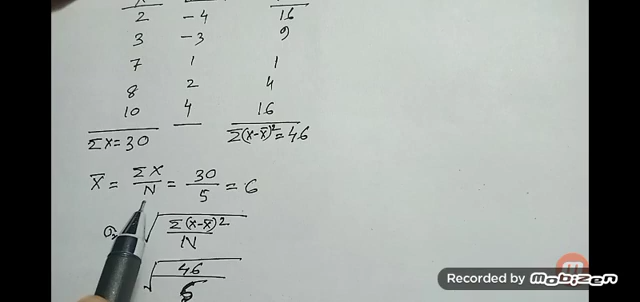 2 -4 16
3 -3 9
7 1 1
8 2 4
10 4 16
ΣX=30 Σ(X-X̄)²=46
X̄ = ΣX/N = 30/5 = 6
√Σ(X-X̄)²/N
√46/5
Recorded by
mobizen